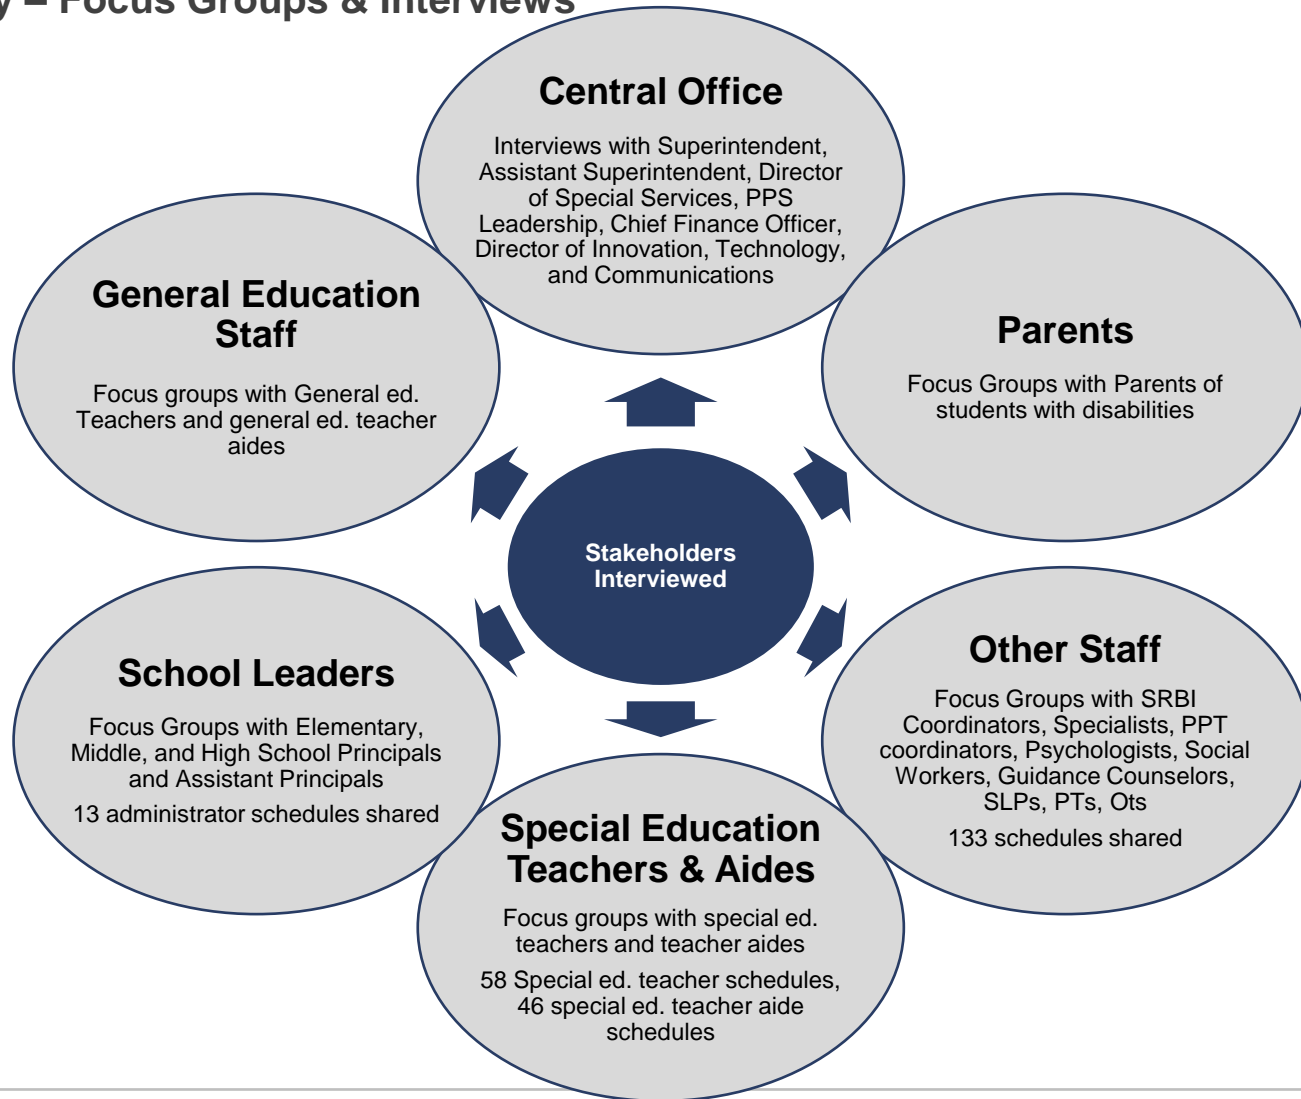 – Focus Groups & Interviews
Central Office
Interviews with Superintendent,
Assistant Superintendent, Director
of Special Services, PPS
Leadership, Chief Finance Officer,
Director of Innovation, Technology,
and Communications
General Education
Staff
Focus groups with General ed.
Teachers and general ed. teacher
aides
Parents
Focus Groups with Parents of
students with disabilities
Stakeholders
Interviewed
School Leaders
Focus Groups with Elementary,
Middle, and High School Principals
and Assistant Principals
13 administrator schedules shared
Other Staff
Focus Groups with SRBI
Coordinators, Specialists, PPT
coordinators, Psychologists, Social
Workers, Guidance Counselors,
SLPs, PTs, Ots
133 schedules shared
Special Education
Teachers & Aides
Focus groups with special ed.
teachers and teacher aides
58 Special ed. teacher schedules,
46 special ed. teacher aide
schedules